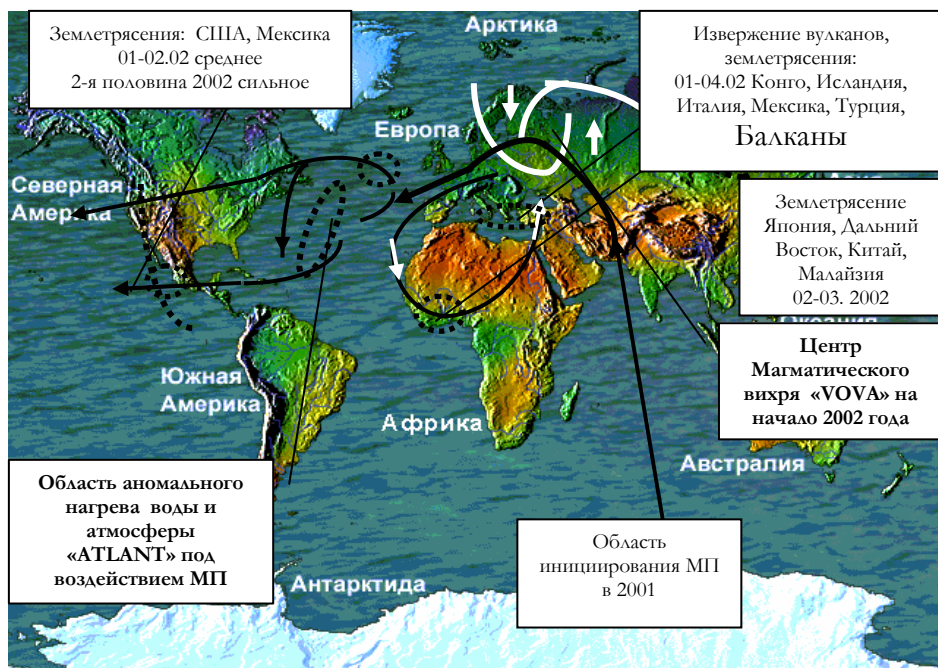 Землетрясения: США, Мексика
01-02.02 среднее
2-я половина 2002 сильное
Арктика
Извержение вулканов,
землетрясения:
01-04.02 Конго, Исландия,
Италия, Мексика, Турция,
Балканы
Европа
Северная
Америка
Землетрясение
Япония, Дальний
Восток, Китай,
Малайзия
02-03. 2002
Центр
Магматического
вихря «VOVA» на
начало 2002 года
Южная
Америка
Африка
Австралия
Область аномального
нагрева воды и
атмосферы
«ATLANT» под
воздействием МП
Область
инициирования МП
в 2001
Антарктида